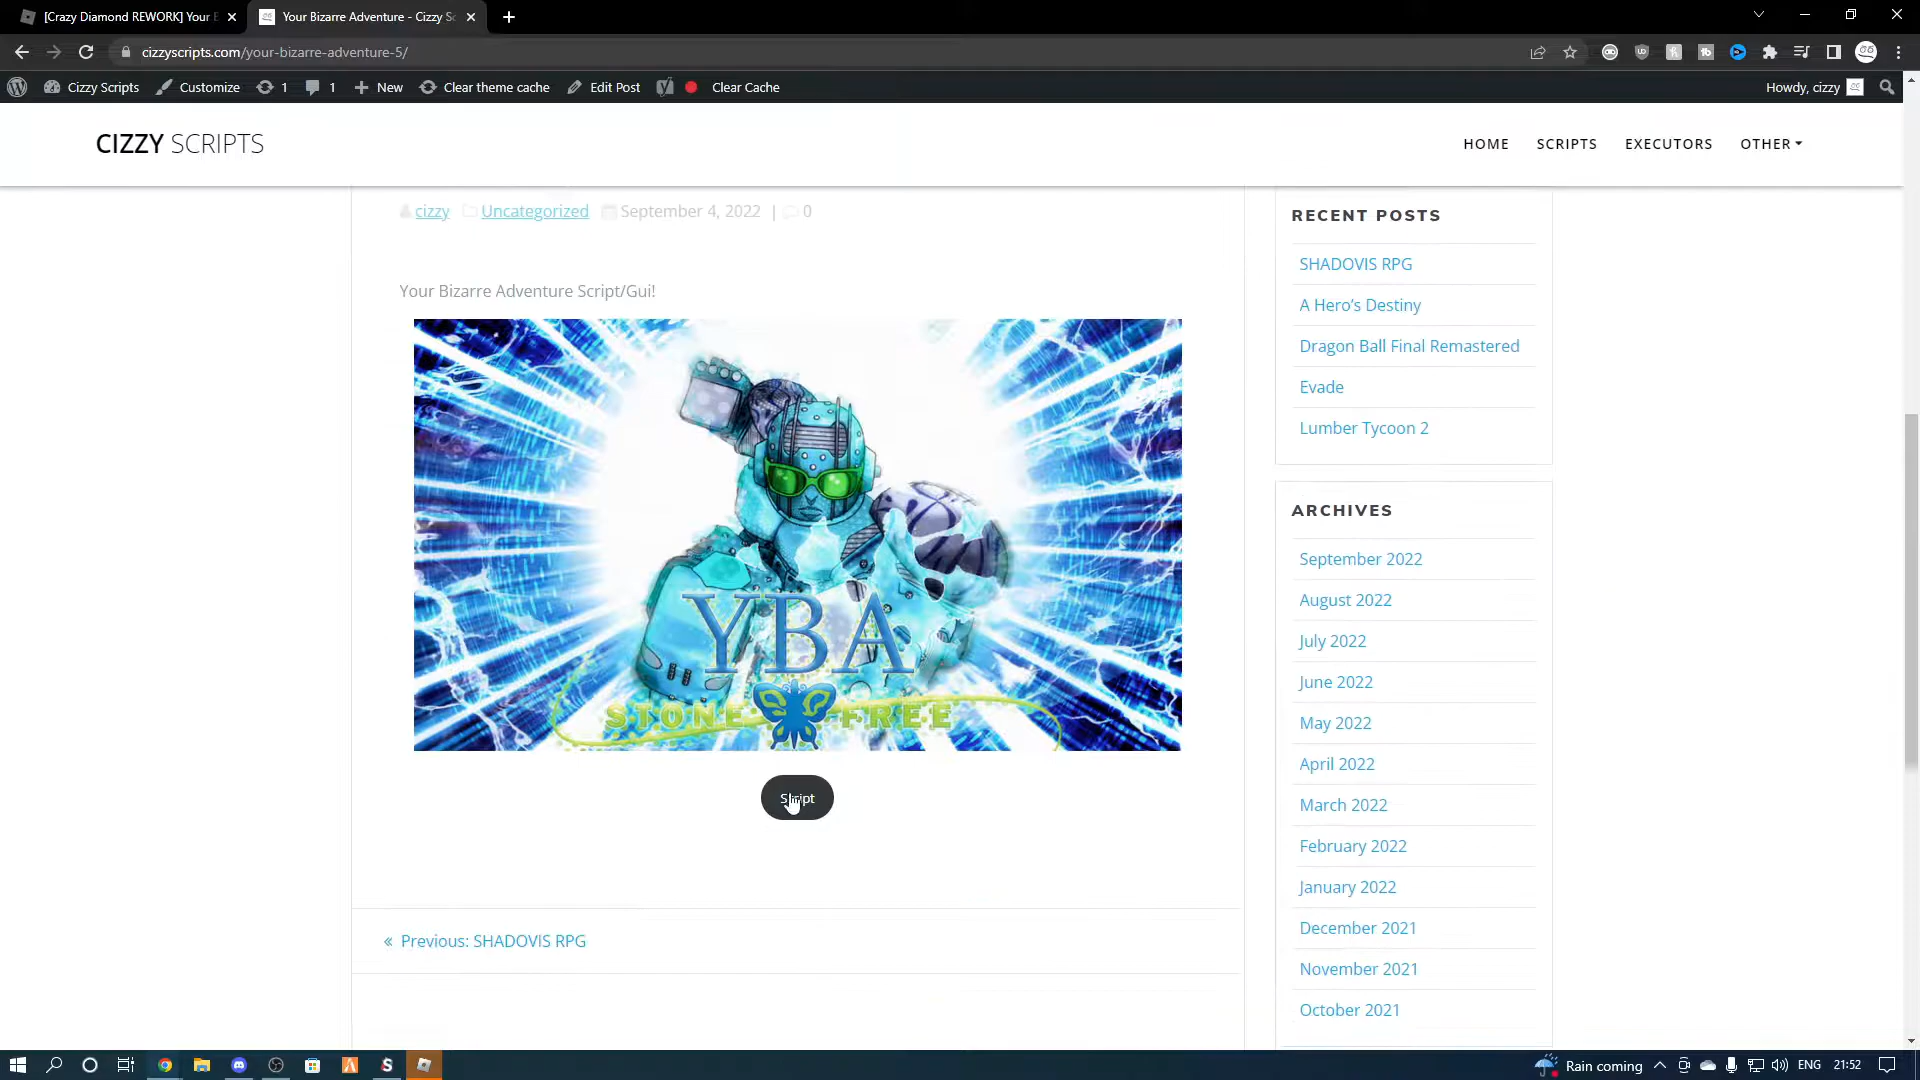 [Crazy Diamond REWORK] Your B
Your Bizarre Adventure - Cizzy Sc
cizzyscripts.com/your-bizarre-adventure-5/
Cizzy Scripts
Customize
1
1
New
Clear theme cache
Edit Post
Clear Cache
Howdy, cizzy
CIZZY SCRIPTS
HOME
SCRIPTS
EXECUTORS
OTHER
cizzy
Uncategorized
September 4, 2022 | 0
Your Bizarre Adventure Script/Gui!
YBA
STONE FREE
Script
« Previous: SHADOVIS RPG
RECENT POSTS
SHADOVIS RPG
A Hero's Destiny
Dragon Ball Final Remastered
Evade
Lumber Tycoon 2
ARCHIVES
September 2022
August 2022
July 2022
June 2022
May 2022
April 2022
March 2022
February 2022
January 2022
December 2021
November 2021
October 2021
Rain coming
ENG
21:52